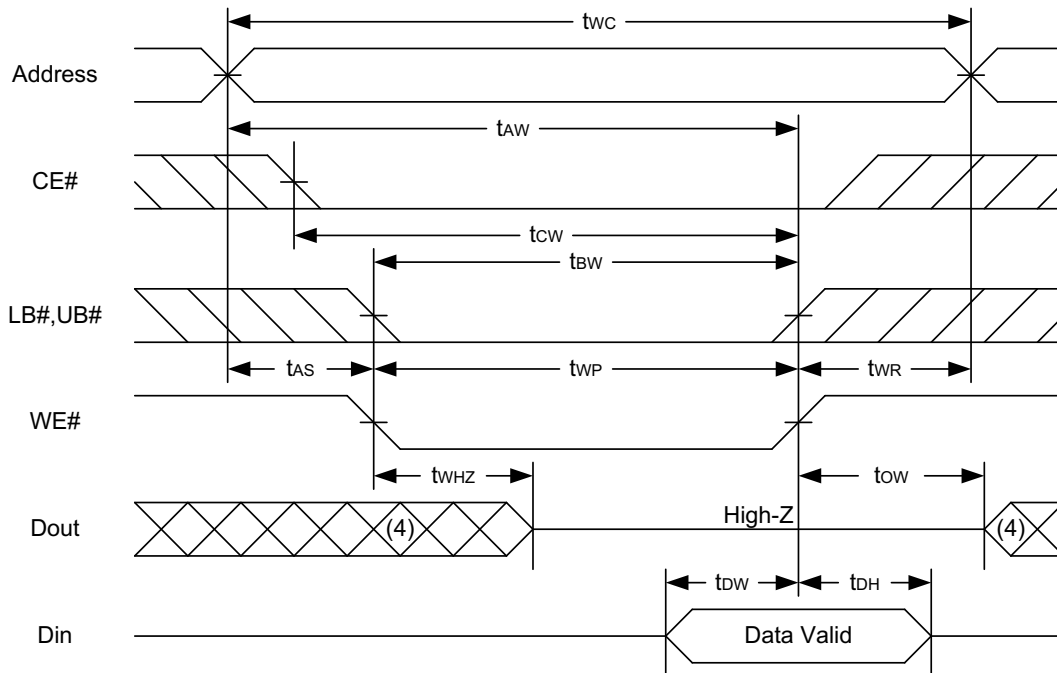 tWC
Address
tAW
CE#
tCW
tBW
LB#,UB#
tAS
tWP
tWR
WE#
tWHZ
tOW
Dout
(4)
High-Z
(4)
tDW
tDH
Din
Data Valid